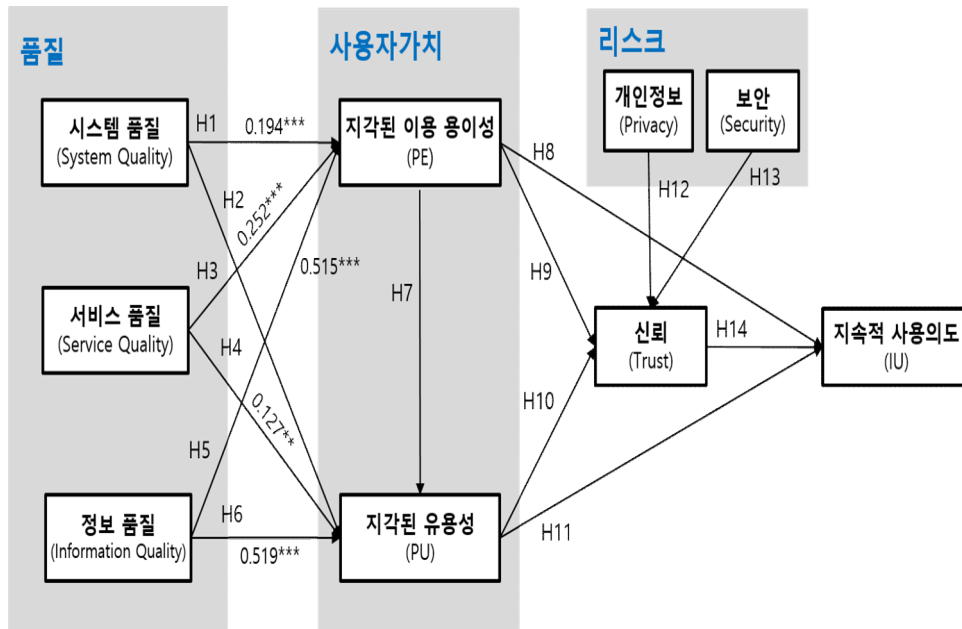 품질
사용자가치
리스크
시스템 품질
(System Quality)
H1
0.194***
지각된 이용 용이성
(PE)
개인정보
(Privacy)
보안
(Security)
H8
H2
0.252***
H12
H13
H3
0.515***
H9
H7
서비스 품질
(Service Quality)
H4
신뢰
(Trust)
H14
지속적 사용의도
(IU)
0.127**
H10
H5
정보 품질
(Information Quality)
H6
0.519***
지각된 유용성
(PU)
H11